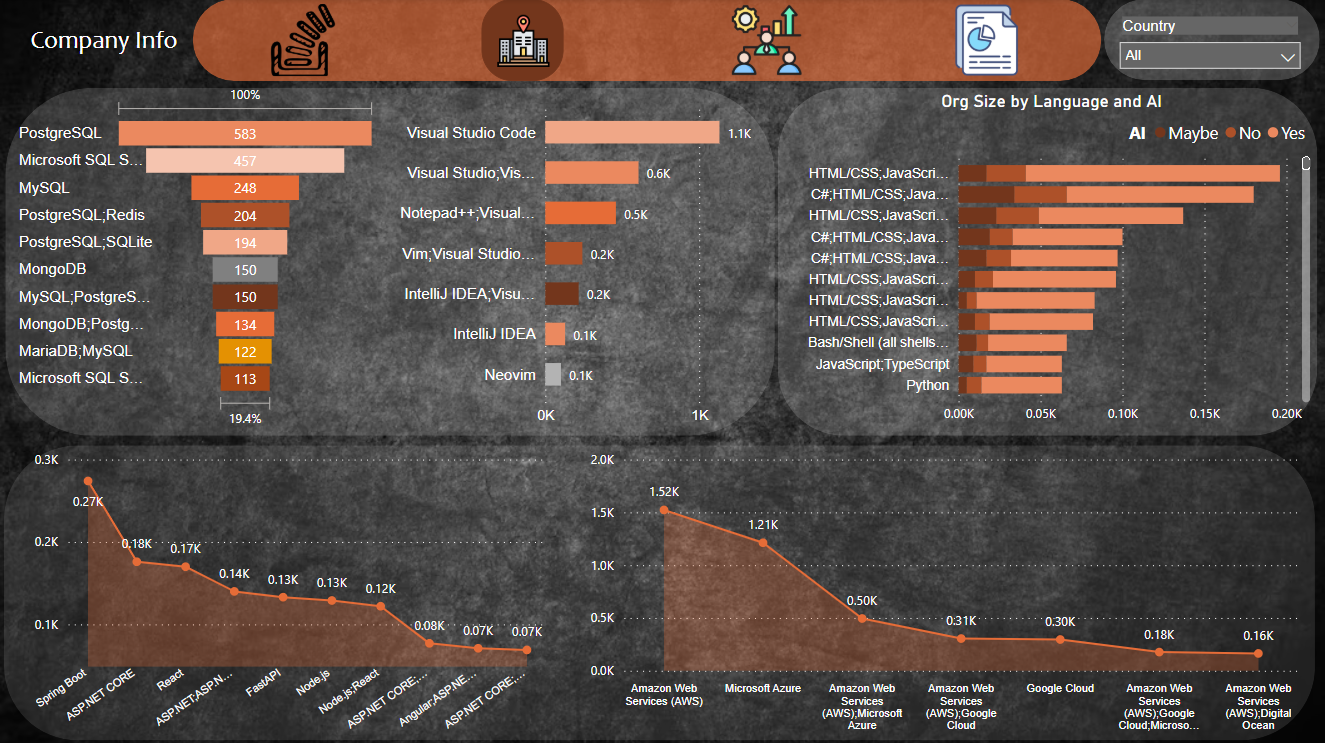 Company Info
Country
All
100%
PostgreSQL 583
Microsoft SQL S... 457
MySQL 248
PostgreSQL;Redis 204
PostgreSQL;SQLite 194
MongoDB 150
MySQL;PostgreS... 150
MongoDB;Postg... 134
MariaDB;MySQL 122
Microsoft SQL S... 113
19.4%
Visual Studio Code 1.1K
Visual Studio;Vis... 0.6K
Notepad++;Visual... 0.5K
Vim;Visual Studio... 0.2K
IntelliJ IDEA;Visu... 0.2K
IntelliJ IDEA 0.1K
Neovim 0.1K
0K 1K
Org Size by Language and AI
AI Maybe No Yes
HTML/CSS;JavaScri...
C#;HTML/CSS;Java...
HTML/CSS;JavaScri...
C#;HTML/CSS;Java...
C#;HTML/CSS;Java...
HTML/CSS;JavaScri...
HTML/CSS;JavaScri...
HTML/CSS;JavaScri...
Bash/Shell (all shells...
JavaScript;TypeScript
Python
0.00K 0.05K 0.10K 0.15K 0.20K
0.3K
0.2K
0.1K
0.27K 0.18K 0.17K 0.14K 0.13K 0.13K 0.12K 0.08K 0.07K 0.07K
Spring Boot
ASP.NET CORE
React
ASP.NET;ASP.N...
FastAPI
Node.js
Node.js;React
ASP.NET CORE;...
Angular;ASP.NE...
ASP.NET CORE;...
2.0K
1.5K
1.0K
0.5K
0.0K
1.52K 1.21K 0.50K 0.31K 0.30K 0.18K 0.16K
Amazon Web
Services (AWS)
Microsoft Azure
Amazon Web
Services
(AWS);Microsoft
Azure
Amazon Web
Services
(AWS);Google
Cloud
Google Cloud
Amazon Web
Services
(AWS);Google
Cloud;Microso...
Amazon Web
Services
(AWS);Digital
Ocean